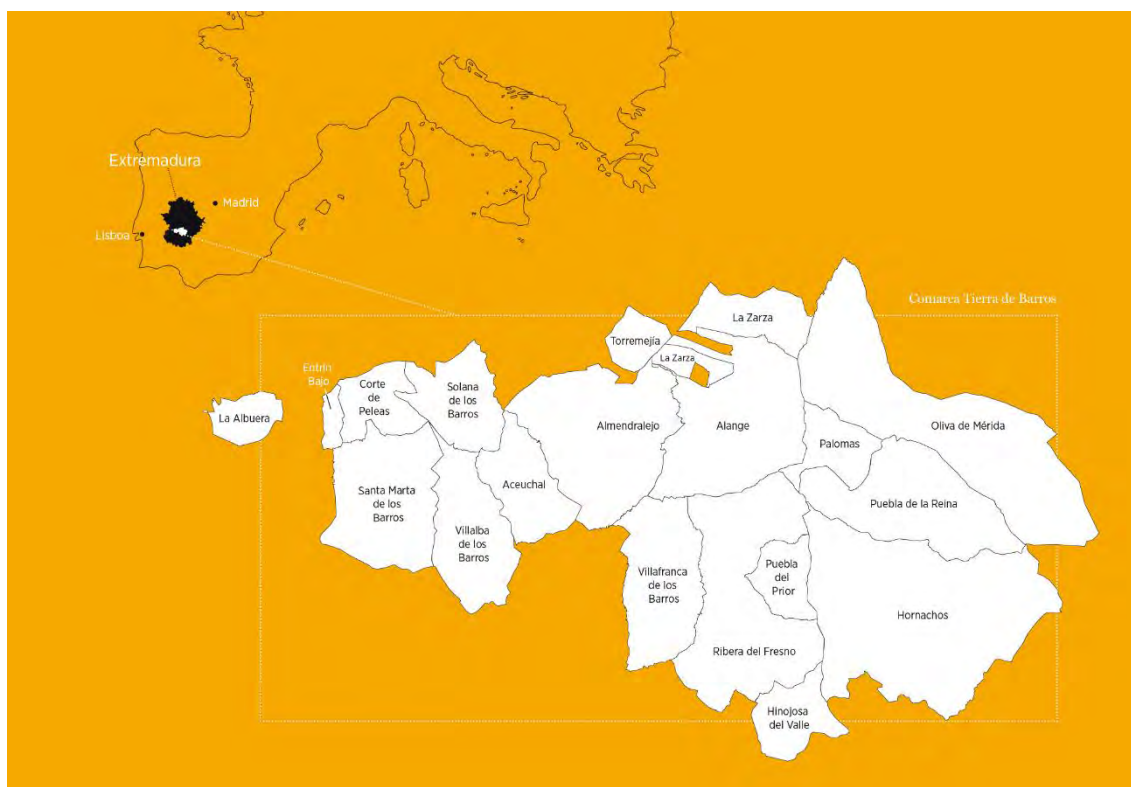 Extremadura
Madrid
Lisboa
Comarca Tierra de Barros
La Zarza
Torremejía
La Zarza
Entrín
Bajo
Corte
de
Peleas
Solana
de los
Barros
La Albuera
Almendralejo
Alange
Oliva de Mérida
Palomas
Aceuchal
Santa Marta
de los
Barros
Puebla de la Reina
Villalba
de los
Barros
Villafranca
de los
Barros
Puebla
del
Prior
Hornachos
Ribera del Fresno
Hinojosa
del Valle